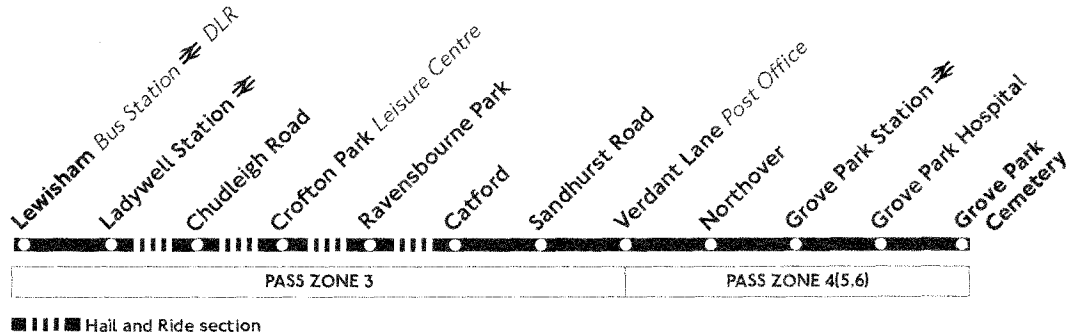 Lewisham Bus Station DLR
Ladywell Station
Chudleigh Road
Crofton Park Leisure Centre
Ravensbourne Park
Catford
Sandhurst Road
Verdant Lane Post Office
Northover
Grove Park Station
Grove Park Hospital
Grove Park
Cemetery
PASS ZONE 3
PASS ZONE 4(5,6)
Hail and Ride section